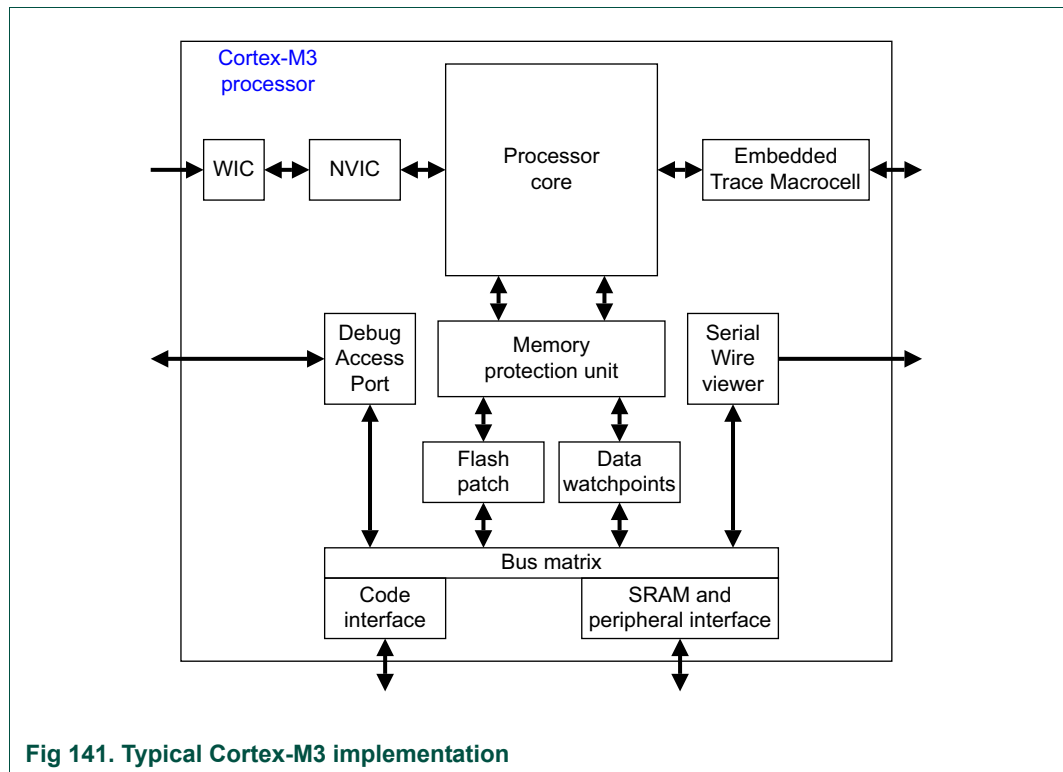 Cortex-M3
processor
WIC
NVIC
Processor
core
Embedded
Trace Macrocell
Debug
Access
Port
Memory
protection unit
Serial
Wire
viewer
Flash
patch
Data
watchpoints
Bus matrix
Code
interface
SRAM and
peripheral interface
Fig 141. Typical Cortex-M3 implementation